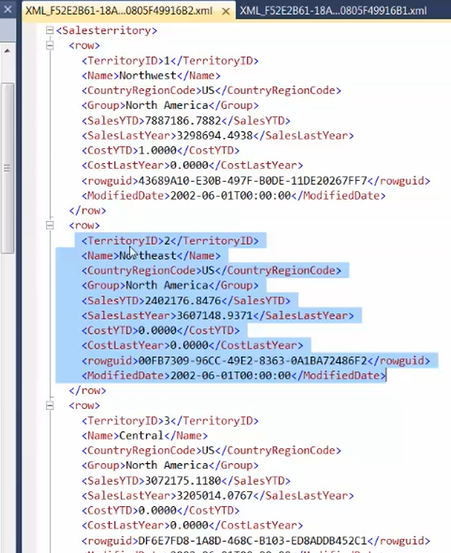 XML_F52E2B61-18A...0805F49916B2.xml XML_F52E2B61-18A...0805F49916B1.xml
<Salesterritory>
<row>
<TerritoryID>1</TerritoryID>
<Name>Northwest</Name>
<CountryRegionCode>US</CountryRegionCode>
<Group>North America</Group>
<SalesYTD>7887186.7882</SalesYTD>
<SalesLastYear>3298694.4938</SalesLastYear>
<CostYTD>1.0000</CostYTD>
<CostLastYear>0.0000</CostLastYear>
<rowguid>43689A10-E30B-497F-B0DE-11DE20267FF7</rowguid>
<ModifiedDate>2002-06-01T00:00:00</ModifiedDate>
</row>
<row>
<TerritoryID>2</TerritoryID>
<Name>Northeast</Name>
<CountryRegionCode>US</CountryRegionCode>
<Group>North America</Group>
<SalesYTD>2402176.8476</SalesYTD>
<SalesLastYear>3607148.9371</SalesLastYear>
<CostYTD>0.0000</CostYTD>
<CostLastYear>0.0000</CostLastYear>
<rowguid>00FB7309-96CC-49E2-8363-0A1BA72486F2</rowguid>
<ModifiedDate>2002-06-01T00:00:00</ModifiedDate>
</row>
<row>
<TerritoryID>3</TerritoryID>
<Name>Central</Name>
<CountryRegionCode>US</CountryRegionCode>
<Group>North America</Group>
<SalesYTD>3072175.1180</SalesYTD>
<SalesLastYear>3205014.0767</SalesLastYear>
<CostYTD>0.0000</CostYTD>
<CostLastYear>0.0000</CostLastYear>
<rowguid>DF6E7FD8-1A8D-468C-B103-ED8ADDB452C1</rowguid>